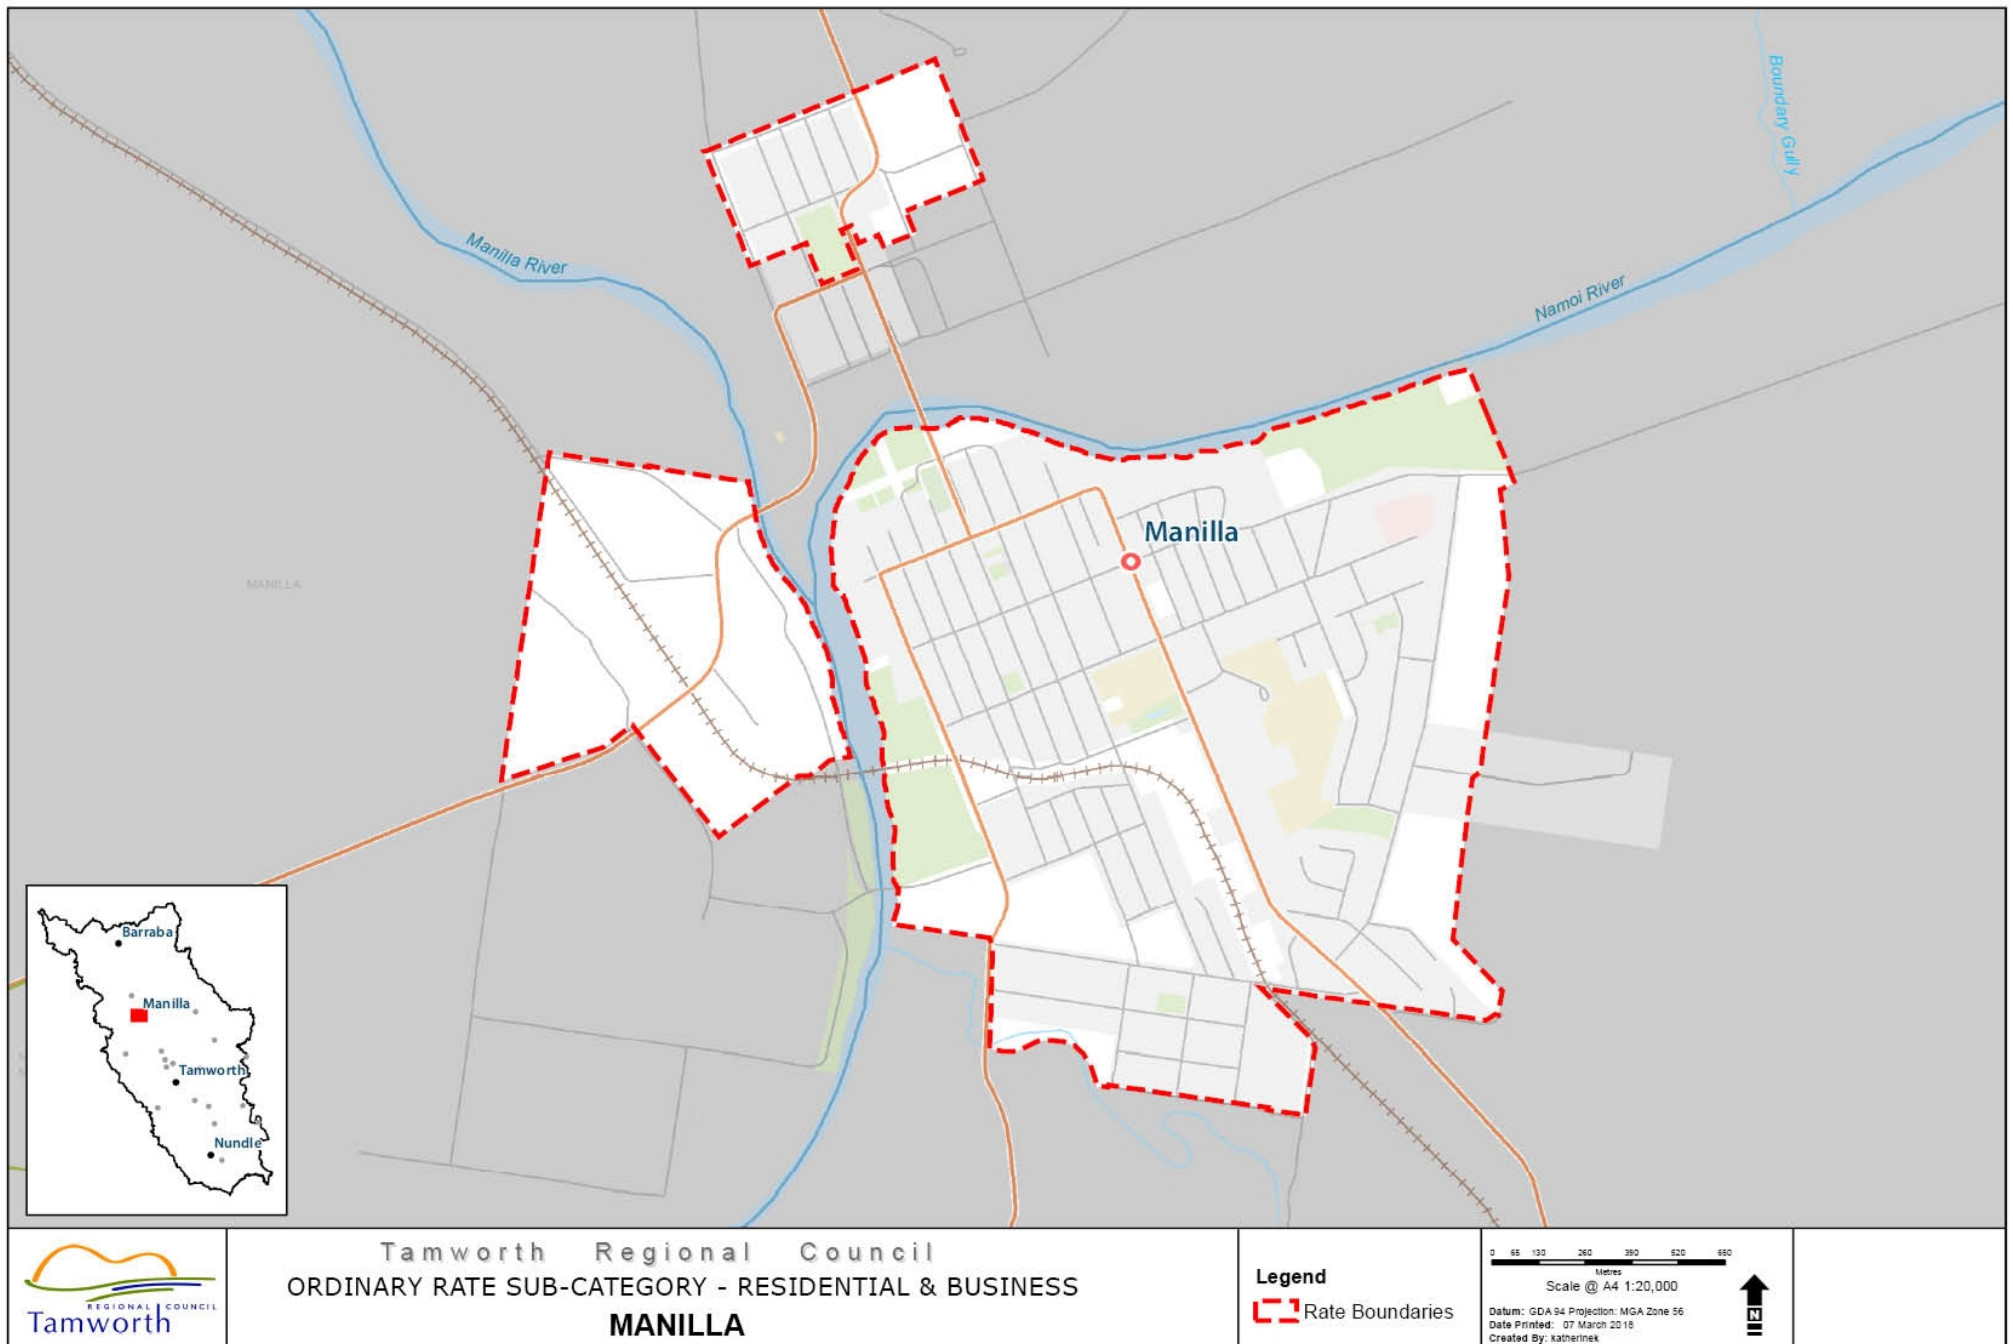 Boundary Gully
Manilla River
Namoi River
Manilla
MANILLA
Barraba
Manilla
Tamworth
Nundle
REGIONAL COUNCIL
Tamworth
Tamworth Regional Council
ORDINARY RATE SUB-CATEGORY - RESIDENTIAL & BUSINESS
MANILLA
Legend
Rate Boundaries
0 65 130 260 390 520 650
Metres
Scale @ A4 1:20,000
Datum: GDA 94 Projection: MGA Zone 56
Date Printed: 07 March 2018
Created By: katherinek
N